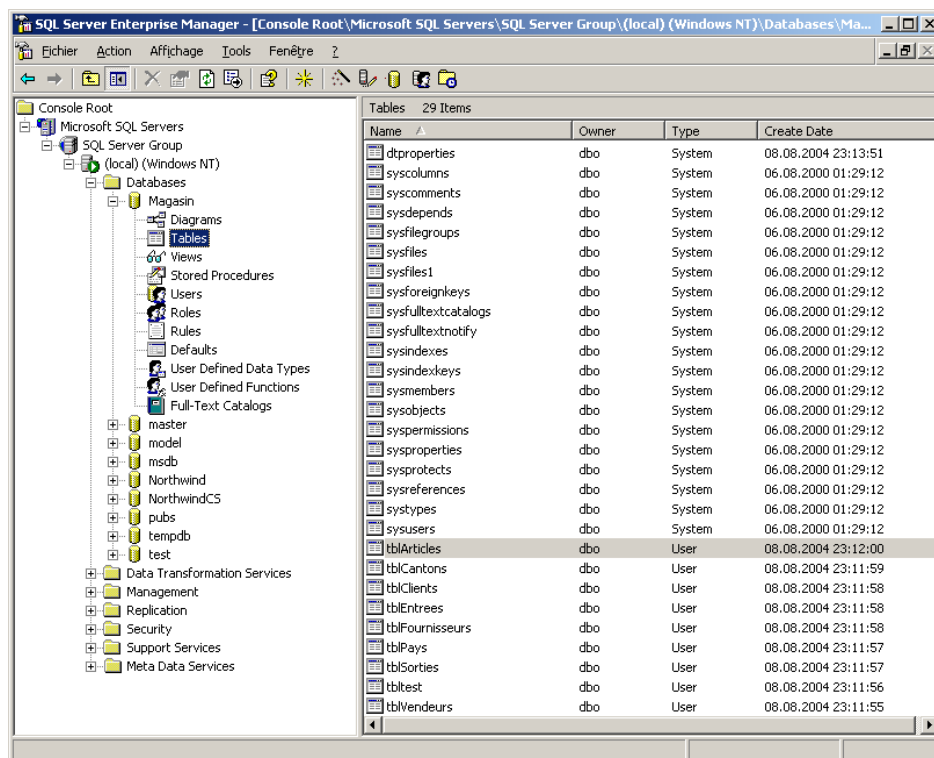 SQL Server Enterprise Manager - [Console Root\Microsoft SQL Servers\SQL Server Group\(local) (Windows NT)\Databases\Ma...
Fichier Action Affichage Tools Fenêtre ?
Console Root
Microsoft SQL Servers
SQL Server Group
(local) (Windows NT)
Databases
Magasin
Diagrams
Tables
Views
Stored Procedures
Users
Roles
Rules
Defaults
User Defined Data Types
User Defined Functions
Full-Text Catalogs
master
model
msdb
Northwind
NorthwindCS
pubs
tempdb
test
Data Transformation Services
Management
Replication
Security
Support Services
Meta Data Services
Tables 29 Items
Name Owner Type Create Date
dtproperties dbo System 08.08.2004 23:13:51
syscolumns dbo System 06.08.2000 01:29:12
syscomments dbo System 06.08.2000 01:29:12
sysdepends dbo System 06.08.2000 01:29:12
sysfilegroups dbo System 06.08.2000 01:29:12
sysfiles dbo System 06.08.2000 01:29:12
sysfiles1 dbo System 06.08.2000 01:29:12
sysforeignkeys dbo System 06.08.2000 01:29:12
sysfulltextcatalogs dbo System 06.08.2000 01:29:12
sysfulltextnotify dbo System 06.08.2000 01:29:12
sysindexes dbo System 06.08.2000 01:29:12
sysindexkeys dbo System 06.08.2000 01:29:12
sysmembers dbo System 06.08.2000 01:29:12
sysobjects dbo System 06.08.2000 01:29:12
syspermissions dbo System 06.08.2000 01:29:12
sysproperties dbo System 06.08.2000 01:29:12
sysprotects dbo System 06.08.2000 01:29:12
sysreferences dbo System 06.08.2000 01:29:12
systypes dbo System 06.08.2000 01:29:12
sysusers dbo System 06.08.2000 01:29:12
tblArticles dbo User 08.08.2004 23:12:00
tblCantons dbo User 08.08.2004 23:11:59
tblClients dbo User 08.08.2004 23:11:58
tblEntrees dbo User 08.08.2004 23:11:58
tblFournisseurs dbo User 08.08.2004 23:11:58
tblPays dbo User 08.08.2004 23:11:57
tblSorties dbo User 08.08.2004 23:11:57
tbltest dbo User 08.08.2004 23:11:56
tblVendeurs dbo User 08.08.2004 23:11:55